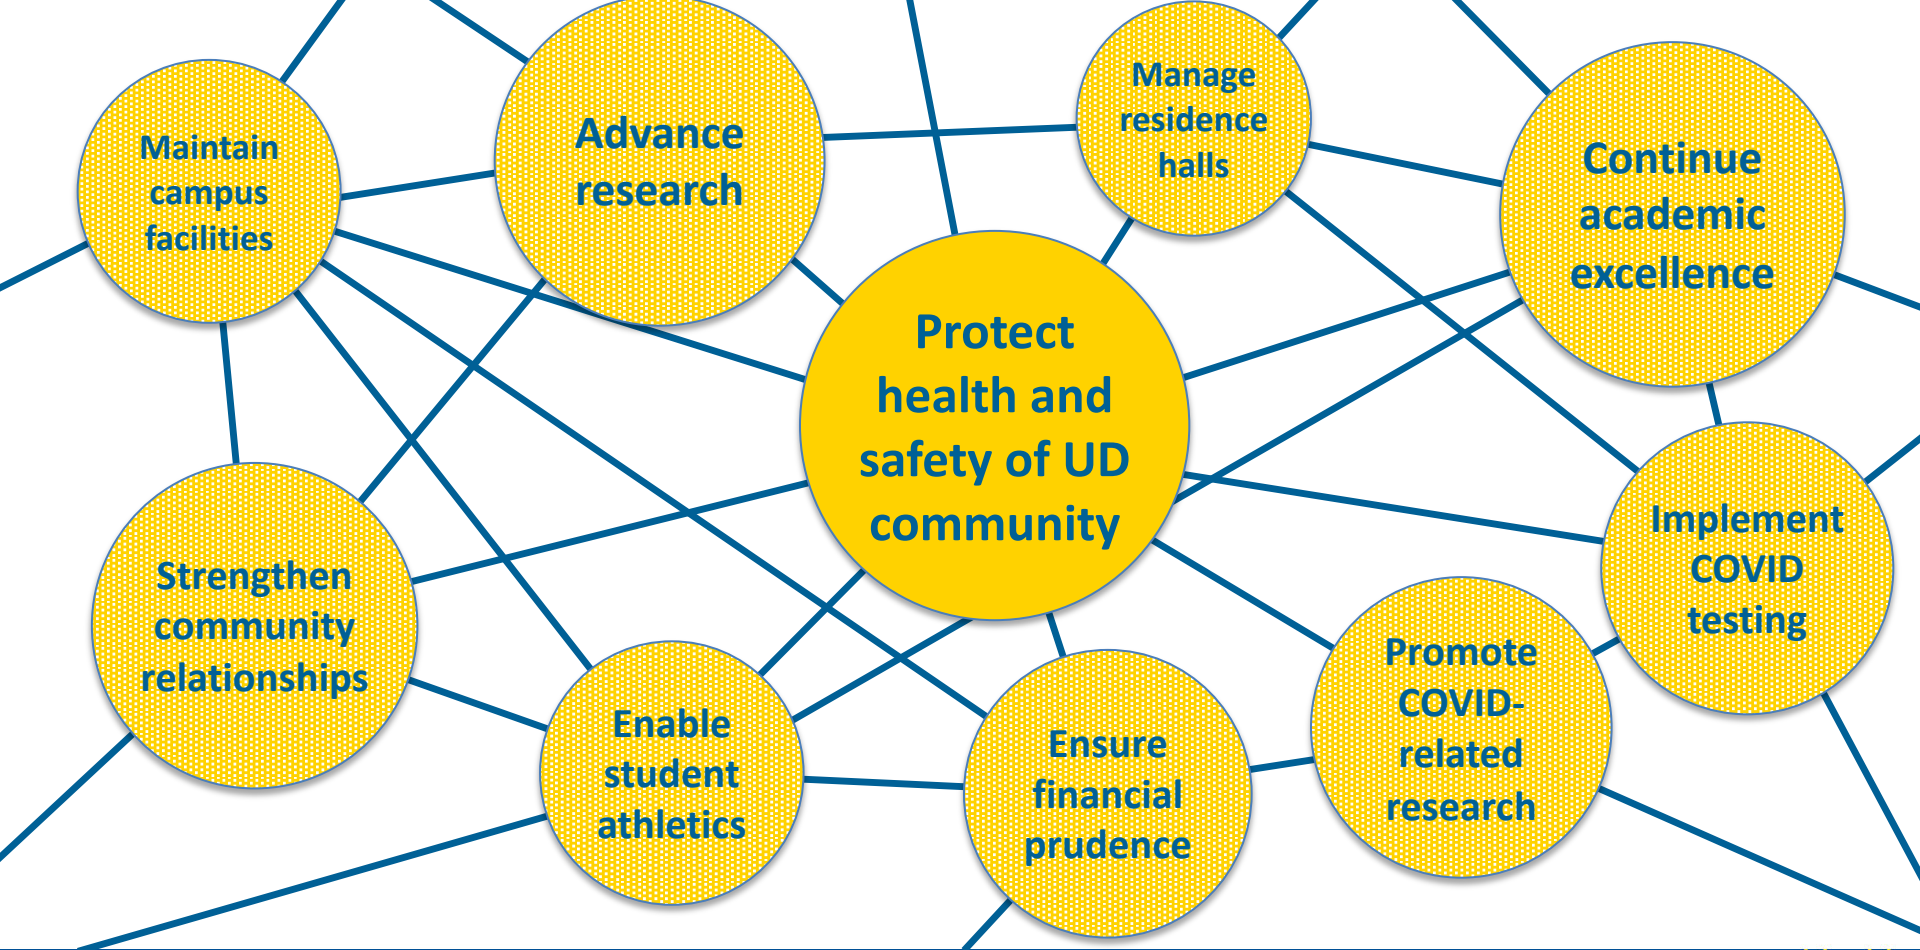 Maintain
campus
facilities
Advance
research
Manage
residence
halls
Continue
academic
excellence
Protect
health and
safety of UD
community
Strengthen
community
relationships
Enable
student
athletics
Ensure
financial
prudence
Promote
COVID-
related
research
Implement
COVID
testing